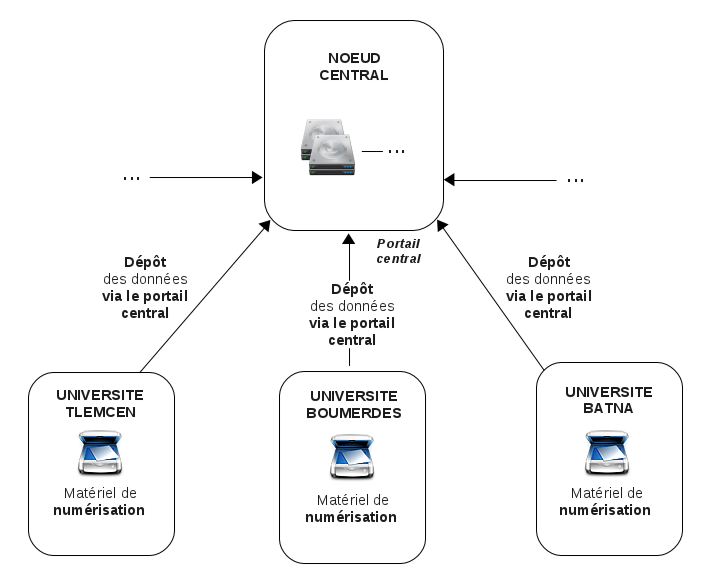 NOEUD
CENTRAL
...
...
...
Portail
central
Dépôt
des données
via le portail
central
Dépôt
des données
via le portail
central
Dépôt
des données
via le portail
central
UNIVERSITE
TLEMCEN
Matériel de
numérisation
UNIVERSITE
BOUMERDES
Matériel de
numérisation
UNIVERSITE
BATNA
Matériel de
numérisation